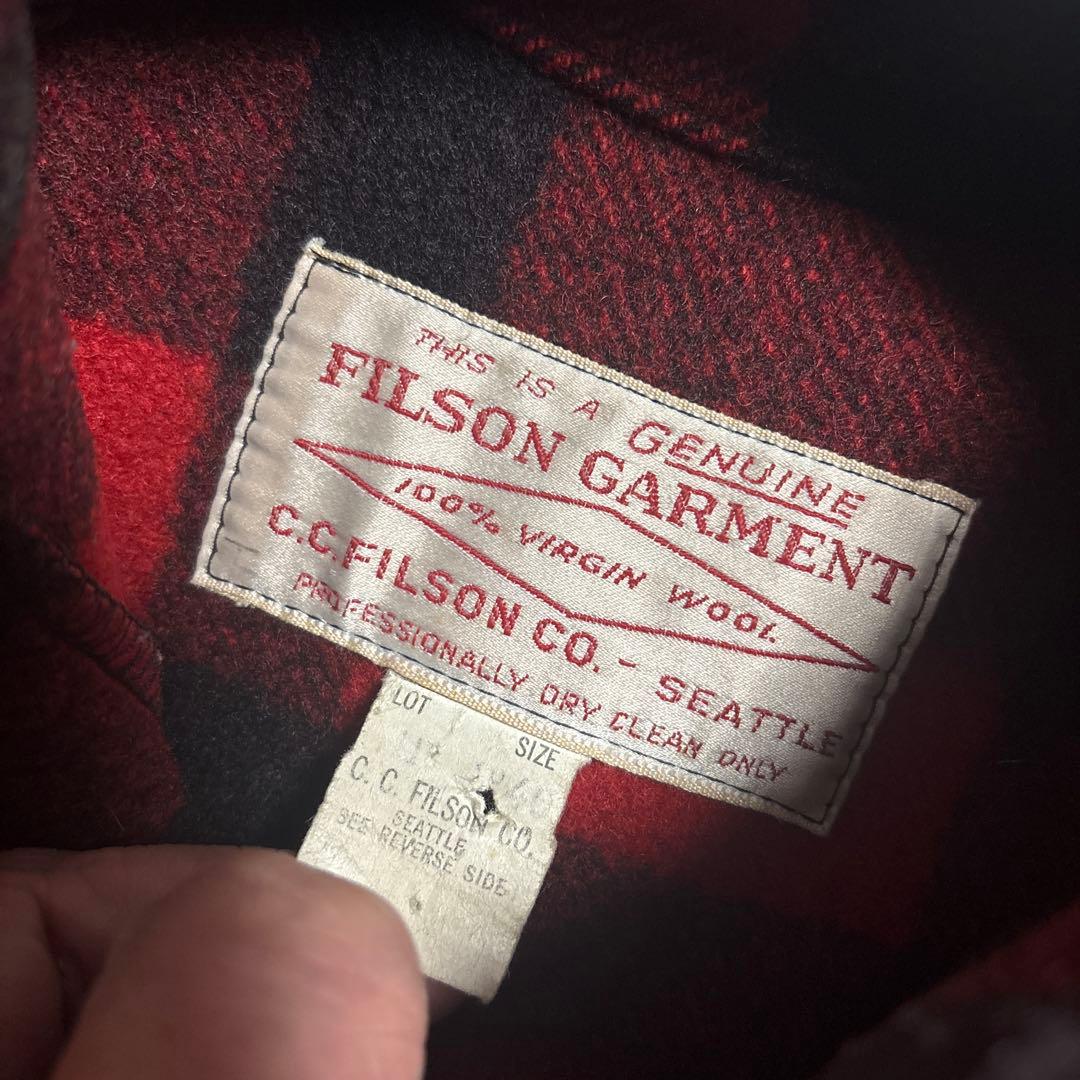 THIS IS A GENUINE
FILSON GARMENT
100% VIRGIN WOOL
C.C.FILSON CO. - SEATTLE
PROFESSIONALLY DRY CLEAN ONLY
LOT SIZE
C. C. FILSON CO.
SEATTLE
SEE REVERSE SIDE